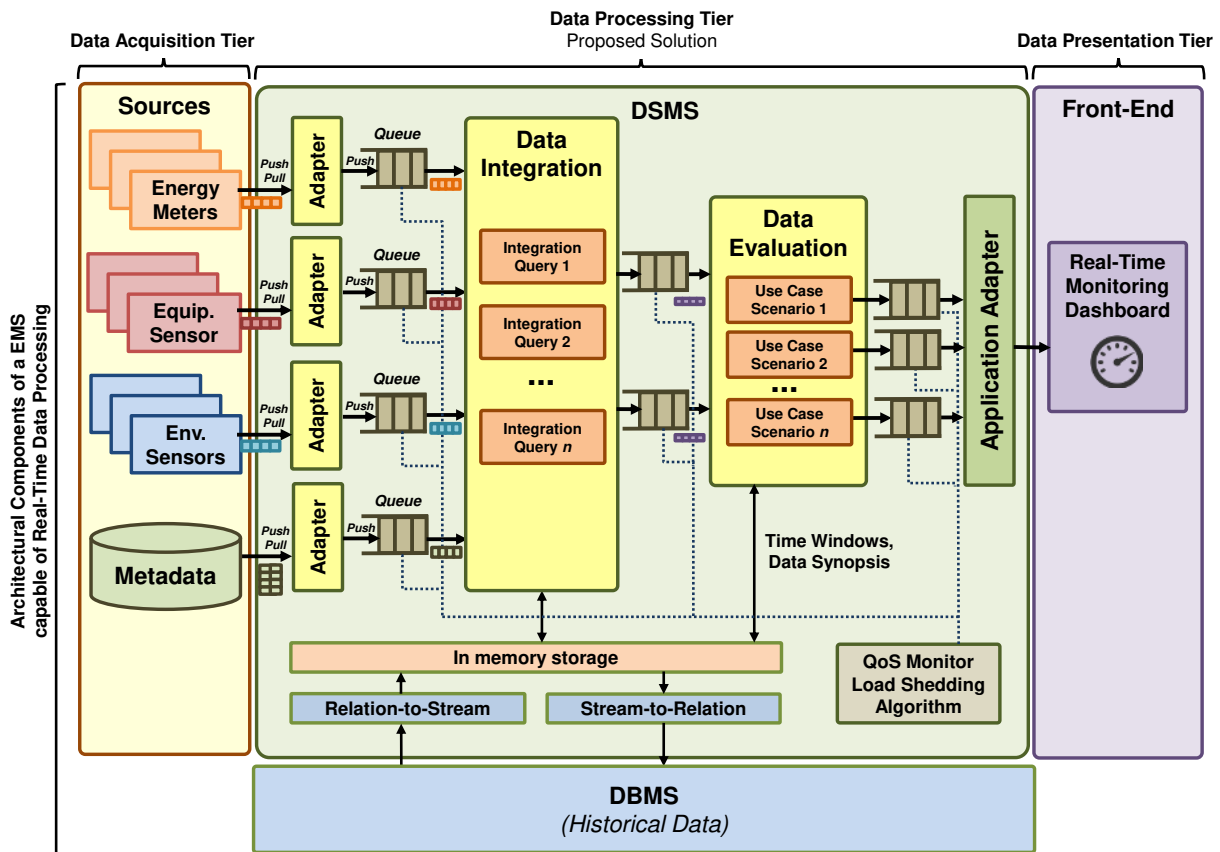 Data Processing Tier
Proposed Solution
Data Acquisition Tier
Data Presentation Tier
Architectural Components of a EMS
capable of Real-Time Data Processing
Sources
Energy
Meters
Equip.
Sensor
Env.
Sensors
Metadata
DSMS
Push
Pull
Adapter
Push
Queue
Push
Pull
Adapter
Push
Queue
Push
Pull
Adapter
Push
Queue
Push
Pull
Adapter
Push
Queue
Data
Integration
Integration
Query 1
Integration
Query 2
...
Integration
Query n
Data
Evaluation
Use Case
Scenario 1
Use Case
Scenario 2
...
Use Case
Scenario n
Application Adapter
Time Windows,
Data Synopsis
In memory storage
Relation-to-Stream
Stream-to-Relation
QoS Monitor
Load Shedding
Algorithm
Front-End
Real-Time
Monitoring
Dashboard
DBMS
(Historical Data)